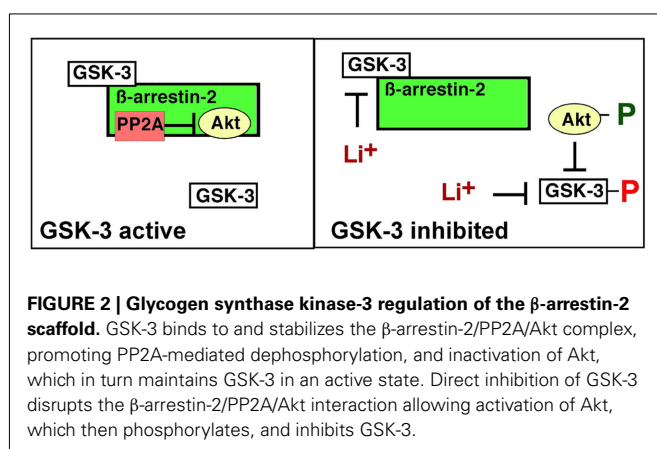 GSK-3
ß-arrestin-2
PP2A
Akt
GSK-3
GSK-3 active
GSK-3
ß-arrestin-2
Li+
Akt
P
Li+
GSK-3
P
GSK-3 inhibited
FIGURE 2 | Glycogen synthase kinase-3 regulation of the β-arrestin-2
scaffold. GSK-3 binds to and stabilizes the β-arrestin-2/PP2A/Akt complex,
promoting PP2A-mediated dephosphorylation, and inactivation of Akt,
which in turn maintains GSK-3 in an active state. Direct inhibition of GSK-3
disrupts the β-arrestin-2/PP2A/Akt interaction allowing activation of Akt,
which then phosphorylates, and inhibits GSK-3.